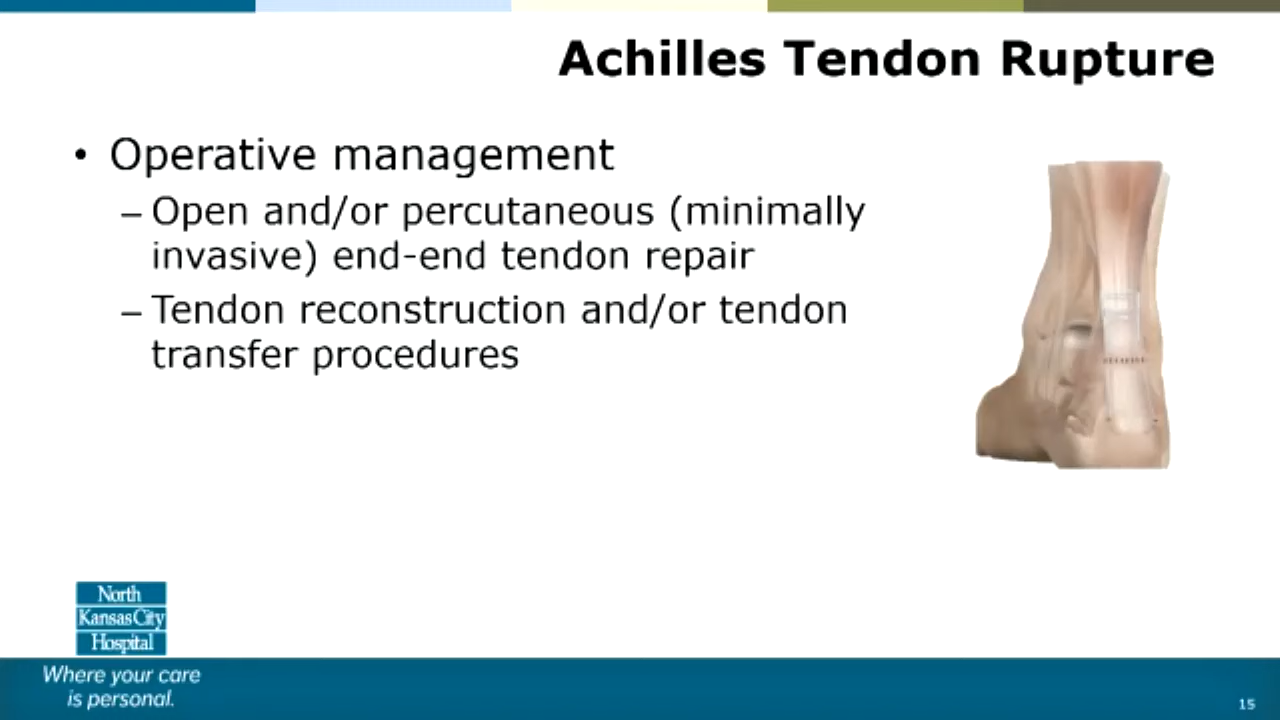 Achilles Tendon Rupture
• Operative management
– Open and/or percutaneous (minimally
invasive) end-end tendon repair
– Tendon reconstruction and/or tendon
transfer procedures
North
Kansas City
Hospital
Where your care
is personal.
15